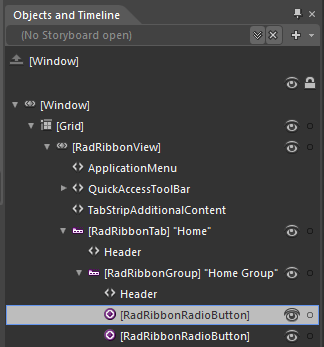 Objects and Timeline
(No Storyboard open)
[Window]
[Window]
[Grid]
[RadRibbonView]
ApplicationMenu
QuickAccessToolBar
TabStripAdditionalContent
[RadRibbonTab] "Home"
Header
[RadRibbonGroup] "Home Group"
Header
[RadRibbonRadioButton]
[RadRibbonRadioButton]